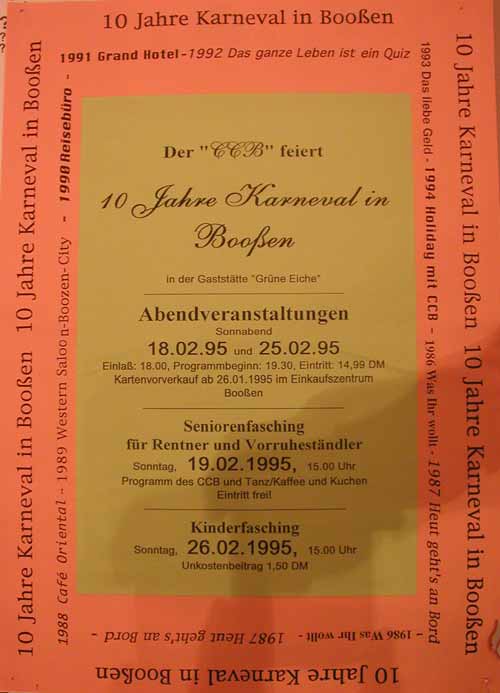 10 Jahre Karneval in Booßen
1991 Grand Hotel-1992 Das ganze Leben ist ein Quiz
1993 Das liebe Geld - 1994 Holiday mit CCB - 1986 Was Ihr wollt - 1987 Heut geht's an Bord
10 Jahre Karneval in Booßen 10 Jahre Karneval in Booßen
10 Jahre Karneval in Booßen 10 Jahre Karneval in Booßen
1988 Café Oriental - 1989 Western Saloon-Boozen-City - 1990 Reisebüro -
Der "CCB" feiert
10 Jahre Karneval in
Booßen
in der Gaststätte "Grüne Eiche"
Abendveranstaltungen
Sonnabend
18.02.95 und 25.02.95
Einlaß: 18.00, Programmbeginn: 19.30, Eintritt: 14,99 DM
Kartenvorverkauf ab 26.01.1995 im Einkaufszentrum
Booßen
Seniorenfasching
für Rentner und Vorruheständler
Sonntag, 19.02.1995, 15.00 Uhr
Programm des CCB und Tanz/Kaffee und Kuchen
Eintritt frei!
Kinderfasching
Sonntag, 26.02.1995, 15.00 Uhr
Unkostenbeitrag 1,50 DM
- 1986 Was Ihr wollt - 1987 Heut geht's an Bord -
10 Jahre Karneval in Booßen